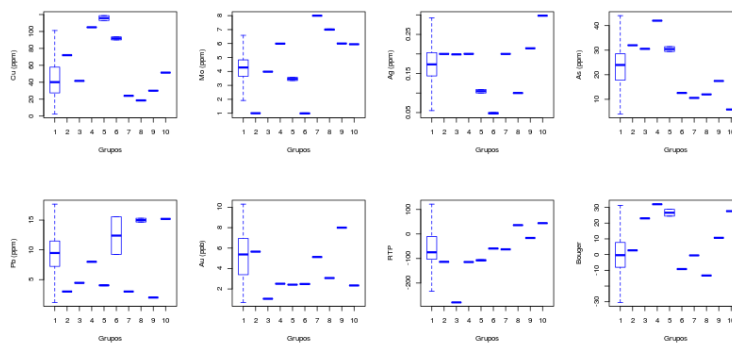 Cu (ppm)
0 20 40 60 80 100
1 2 3 4 5 6 7 8 9 10
Grupos
Mo (ppm)
1 2 3 4 5 6 7 8
1 2 3 4 5 6 7 8 9 10
Grupos
Ag (ppm)
0.05 0.15 0.25
1 2 3 4 5 6 7 8 9 10
Grupos
As (ppm)
10 20 30 40
1 2 3 4 5 6 7 8 9 10
Grupos
Pb (ppm)
5 10 15
1 2 3 4 5 6 7 8 9 10
Grupos
Au (ppb)
2 4 6 8 10
1 2 3 4 5 6 7 8 9 10
Grupos
RTP
-200 -100 0 100
1 2 3 4 5 6 7 8 9 10
Grupos
Bouger
-30 -10 0 10 20 30
1 2 3 4 5 6 7 8 9 10
Grupos